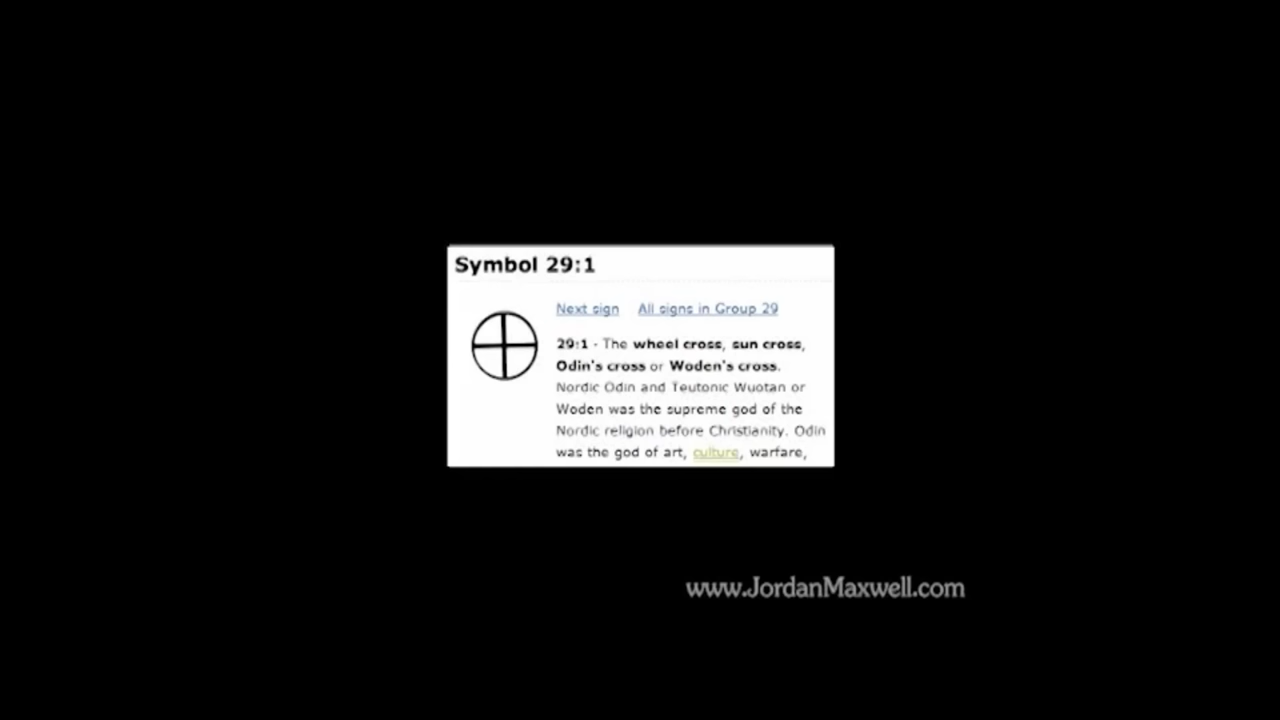 Symbol 29:1
Next sign All signs in Group 29
29:1 - The wheel cross, sun cross,
Odin's cross or Woden's cross.
Nordic Odin and Teutonic Wuotan or
Woden was the supreme god of the
Nordic religion before Christianity. Odin
was the god of art, culture, warfare,
www.JordanMaxwell.com